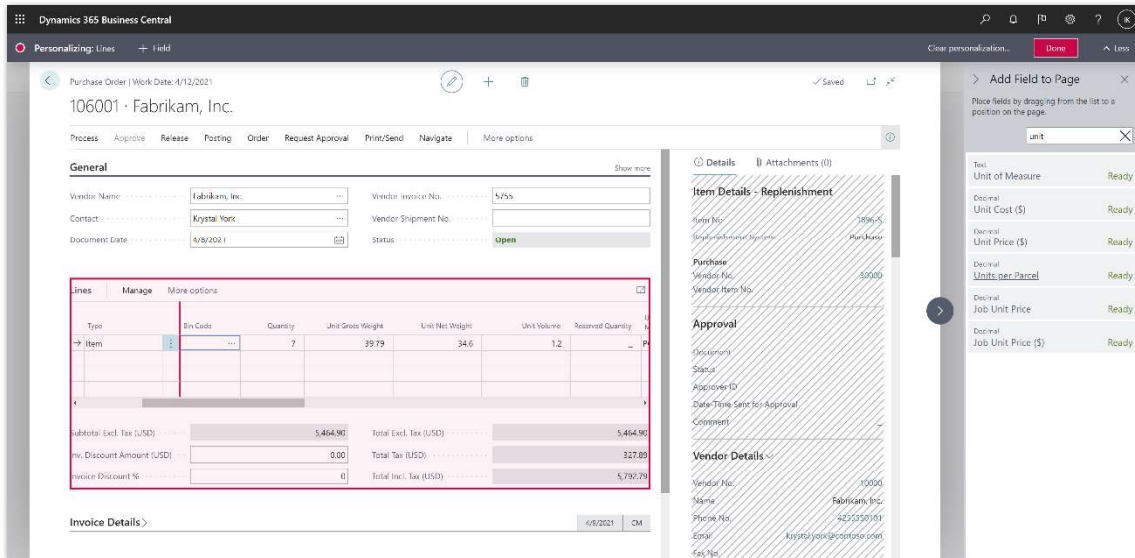 Dynamics 365 Business Central
IK
Personalizing: Lines + Field Clear personalization... Done Less
Purchase Order | Work Date: 4/12/2021 Saved
106001 · Fabrikam, Inc.
Process Approve Release Posting Order Request Approval Print/Send Navigate More options
General Show more
Vendor Name Fabrikam, Inc. Vendor Invoice No. 5755
Contact Krystal York Vendor Shipment No.
Document Date 4/8/2021 Status Open
Lines Manage More options
Type Bin Code Quantity Unit Gross Weight Unit Net Weight Unit Volume Reserved Quantity
Item 7 39.79 34.6 1.2 _
Subtotal Excl. Tax (USD) 5,464.90 Total Excl. Tax (USD) 5,464.90
Inv. Discount Amount (USD) 0.00 Total Tax (USD) 327.89
Invoice Discount % 0 Total Incl. Tax (USD) 5,792.79
Invoice Details 4/9/2021 CM
Details Attachments (0)
Item Details - Replenishment
Item No. 1896-S
Replenishment System Purchase
Purchase
Vendor No. 30000
Vendor Item No.
Approval
Document
Status
Approver ID
Date-Time Sent for Approval
Comment _
Vendor Details
Vendor No. 10000
Name Fabrikam, Inc.
Phone No. 4255550101
Email krystal.york@contoso.com
Fax No.
Add Field to Page
Place fields by dragging from the list to a
position on the page.
unit
Text
Unit of Measure Ready
Decimal
Unit Cost ($) Ready
Decimal
Unit Price ($) Ready
Decimal
Units per Parcel Ready
Decimal
Job Unit Price Ready
Decimal
Job Unit Price ($) Ready